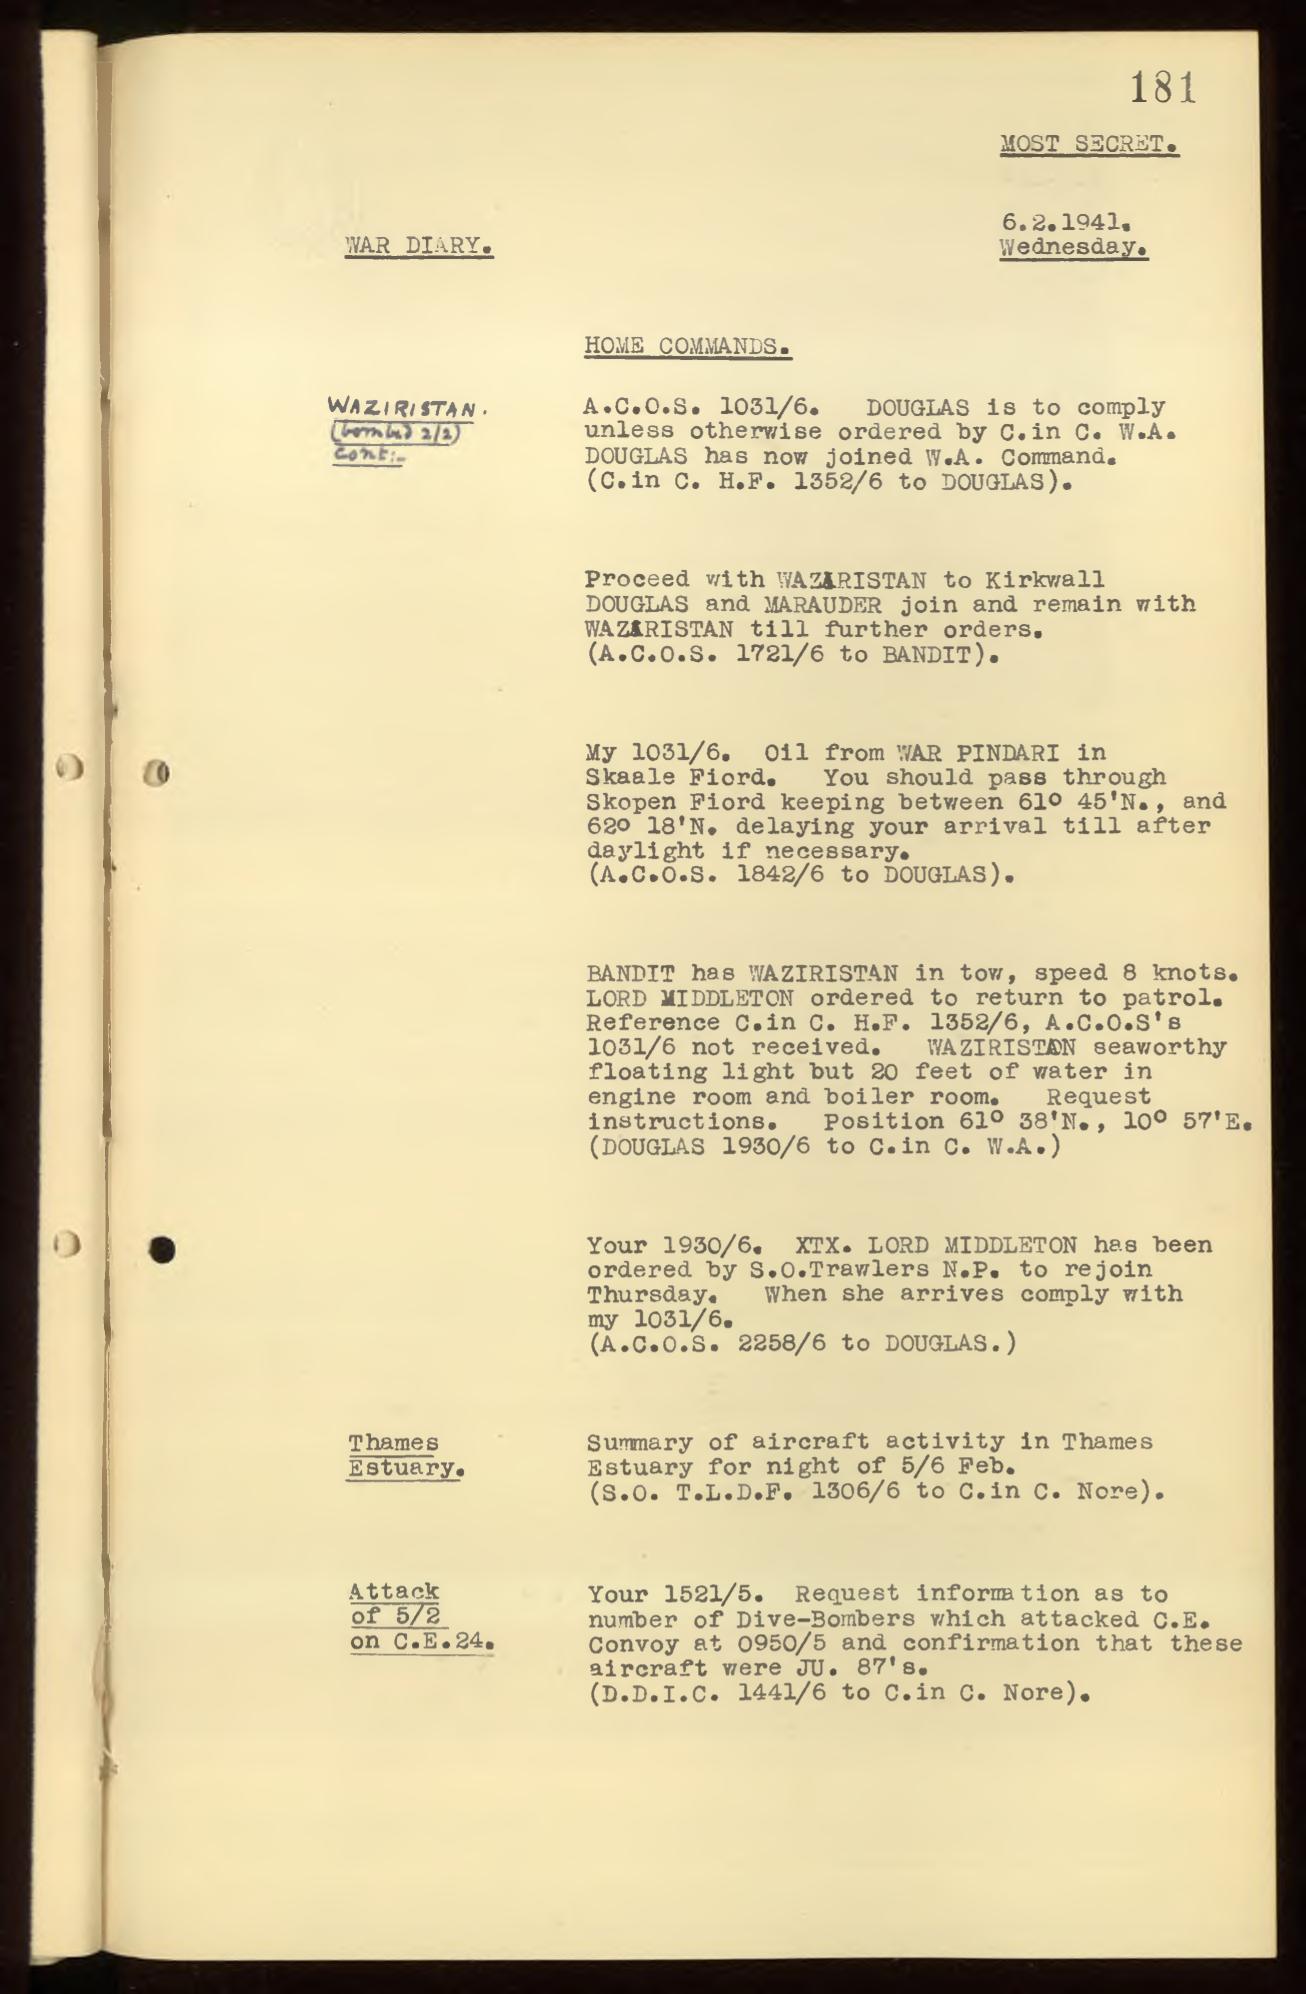 181
MOST SECRET.
6.2.1941.
WAR DIARY.
Wednesday.
HOME COMMANDS.
WAZIRISTAN.
(bombed 2/2)
cont:-
A.C.O.S. 1031/6. DOUGLAS is to comply
unless otherwise ordered by C.in C. W.A.
DOUGLAS has now joined W.A. Command.
(C.in C. H.F. 1352/6 to DOUGLAS).
Proceed with WAZIRISTAN to Kirkwall
DOUGLAS and MARAUDER join and remain with
WAZIRISTAN till further orders.
(A.C.O.S. 1721/6 to BANDIT).
My 1031/6. Oil from WAR PINDARI in
Skaale Fiord. You should pass through
Skopen Fiord keeping between 61º 45'N., and
62º 18'N. delaying your arrival till after
daylight if necessary.
(A.C.O.S. 1842/6 to DOUGLAS).
BANDIT has WAZIRISTAN in tow, speed 8 knots.
LORD MIDDLETON ordered to return to patrol.
Reference C.in C. H.F. 1352/6, A.C.O.S's
1031/6 not received. WAZIRISTAN seaworthy
floating light but 20 feet of water in
engine room and boiler room. Request
instructions. Position 61º 38'N., 10º 57'E.
(DOUGLAS 1930/6 to C.in C. W.A.)
Your 1930/6. XTX. LORD MIDDLETON has been
ordered by S.O.Trawlers N.P. to rejoin
Thursday. When she arrives comply with
my 1031/6.
(A.C.O.S. 2258/6 to DOUGLAS.)
Thames
Estuary.
Summary of aircraft activity in Thames
Estuary for night of 5/6 Feb.
(S.O. T.L.D.F. 1306/6 to C.in C. Nore).
Attack
of 5/2
on C.E.24.
Your 1521/5. Request information as to
number of Dive-Bombers which attacked C.E.
Convoy at 0950/5 and confirmation that these
aircraft were JU. 87's.
(D.D.I.C. 1441/6 to C.in C. Nore).